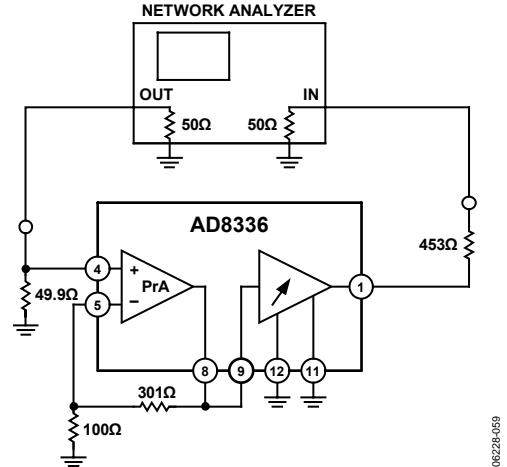 NETWORK ANALYZER
OUT
IN
50Ω
50Ω
AD8336
453Ω
4
+
PrA
1
49.9Ω
5
–
8
9
12
11
301Ω
100Ω
06228-059